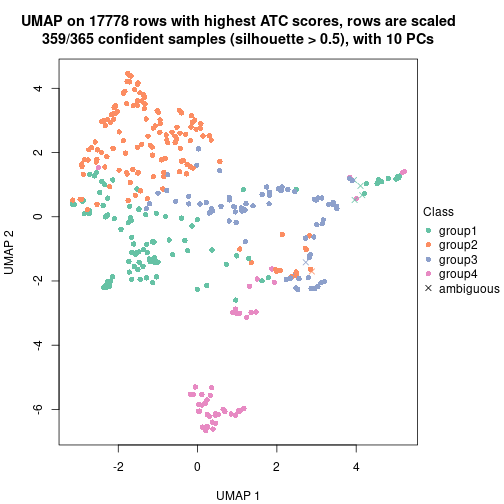 UMAP on 17778 rows with highest ATC scores, rows are scaled
359/365 confident samples (silhouette > 0.5), with 10 PCs
4
2
0
-2
-4
-6
UMAP 2
-2
0
2
4
UMAP 1
Class
group1
group2
group3
group4
ambiguous